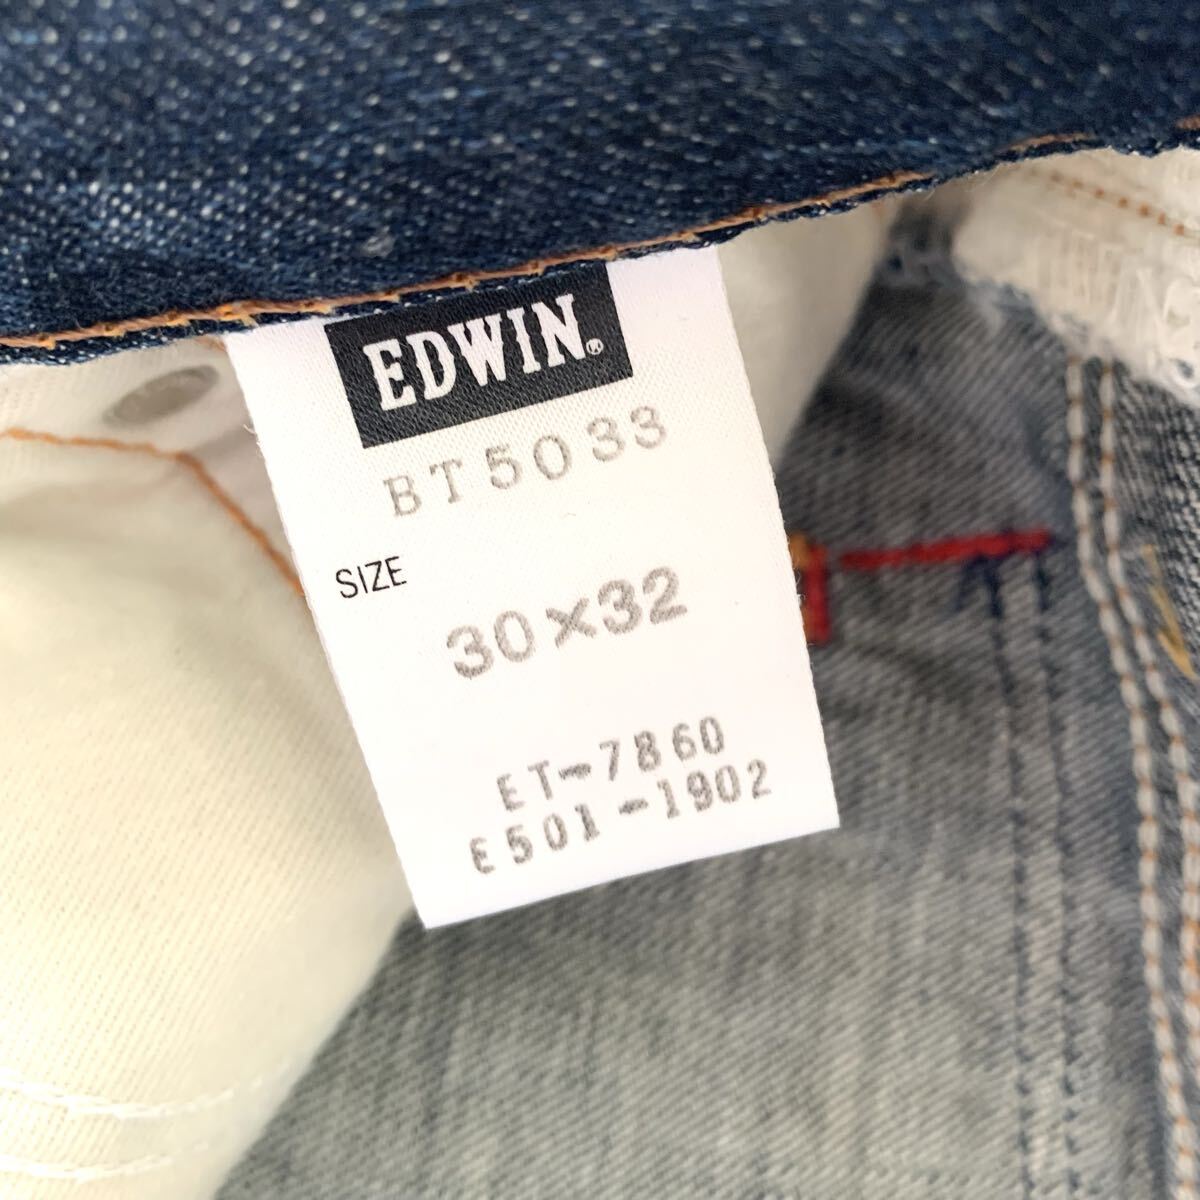 EDWIN®
BT5033
SIZE
30×32
ET-7860
E501-1902